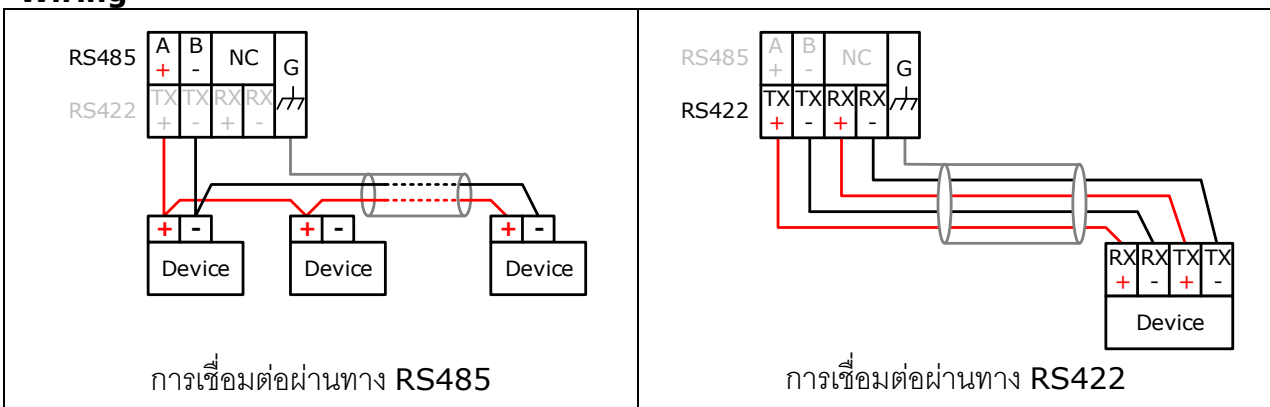 Wiring
RS485 A B NC G
+ -
RS422 TX TX RX RX
+ - + -
+ - + - + -
Device Device Device
การเชื่อมต่อผ่านทาง RS485
RS485 A B NC G
+ -
RS422 TX TX RX RX
+ - + -
RX RX TX TX
+ - + -
Device
การเชื่อมต่อผ่านทาง RS422